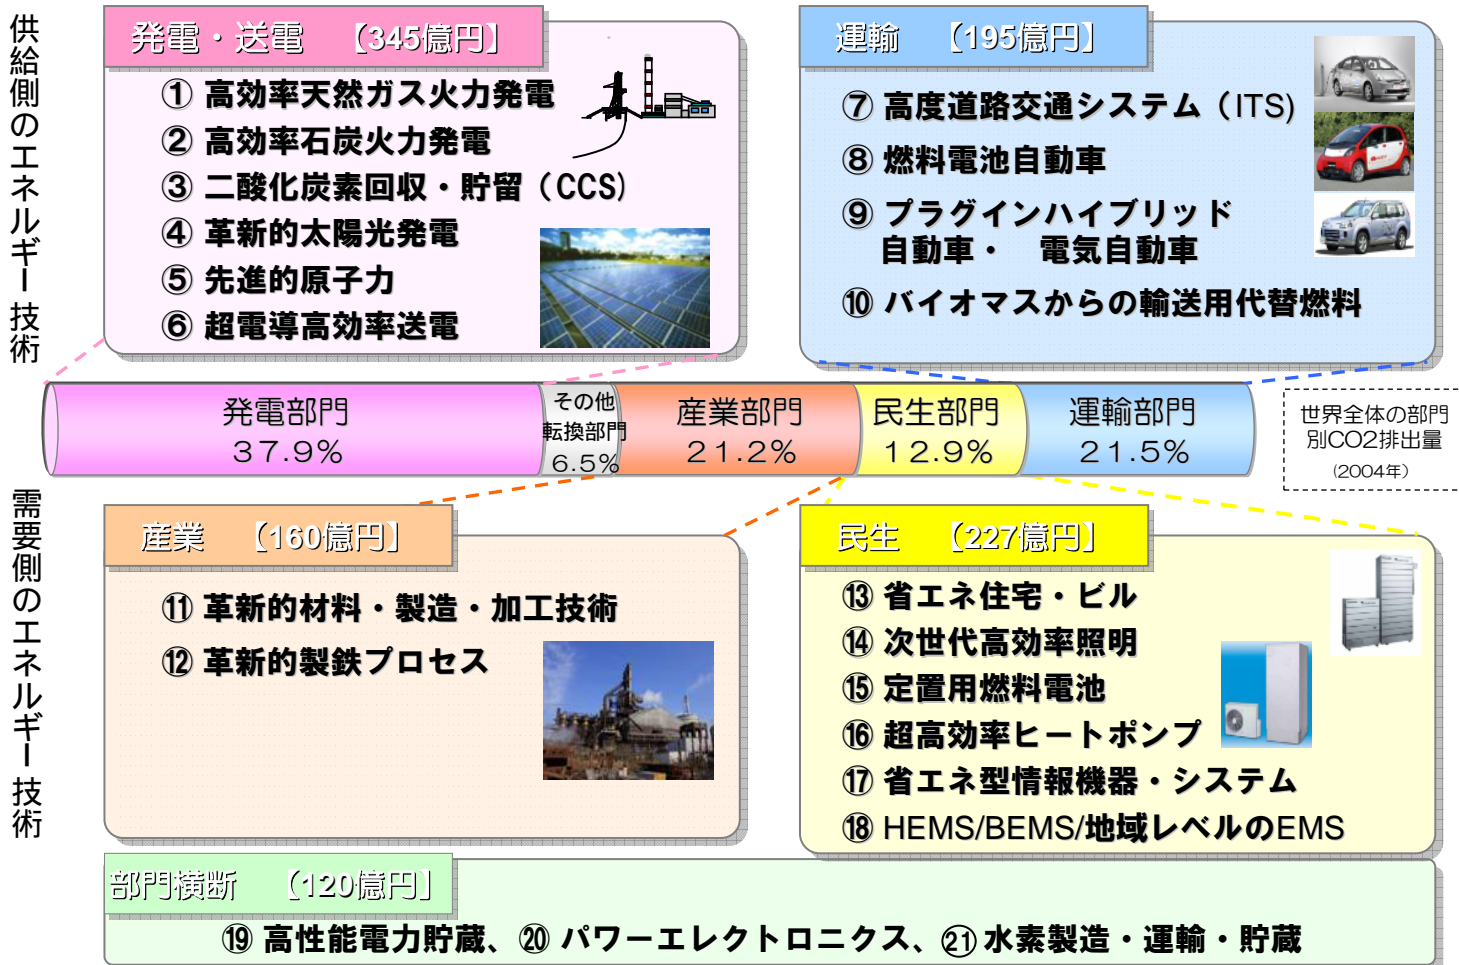 供給側のエネルギー技術
発電・送電　【345億円】
① 高効率天然ガス火力発電
② 高効率石炭火力発電
③ 二酸化炭素回収・貯留（CCS)
④ 革新的太陽光発電
⑤ 先進的原子力
⑥ 超電導高効率送電
運輸　【195億円】
⑦ 高度道路交通システム（ITS)
⑧ 燃料電池自動車
⑨ プラグインハイブリッド
自動車・　電気自動車
⑩ バイオマスからの輸送用代替燃料
発電部門
３７.９％
その他
転換部門
６.５％
産業部門
２１.２％
民生部門
１２.９％
運輸部門
２１.５％
世界全体の部門
別CO2排出量
（2004年）
需要側のエネルギー技術
産業　【160億円】
⑪ 革新的材料・製造・加工技術
⑫ 革新的製鉄プロセス
民生　【227億円】
⑬ 省エネ住宅・ビル
⑭ 次世代高効率照明
⑮ 定置用燃料電池
⑯ 超高効率ヒートポンプ
⑰ 省エネ型情報機器・システム
⑱ HEMS/BEMS/地域レベルのEMS
部門横断　【120億円】
⑲ 高性能電力貯蔵、⑳ パワーエレクトロニクス、㉑ 水素製造・運輸・貯蔵